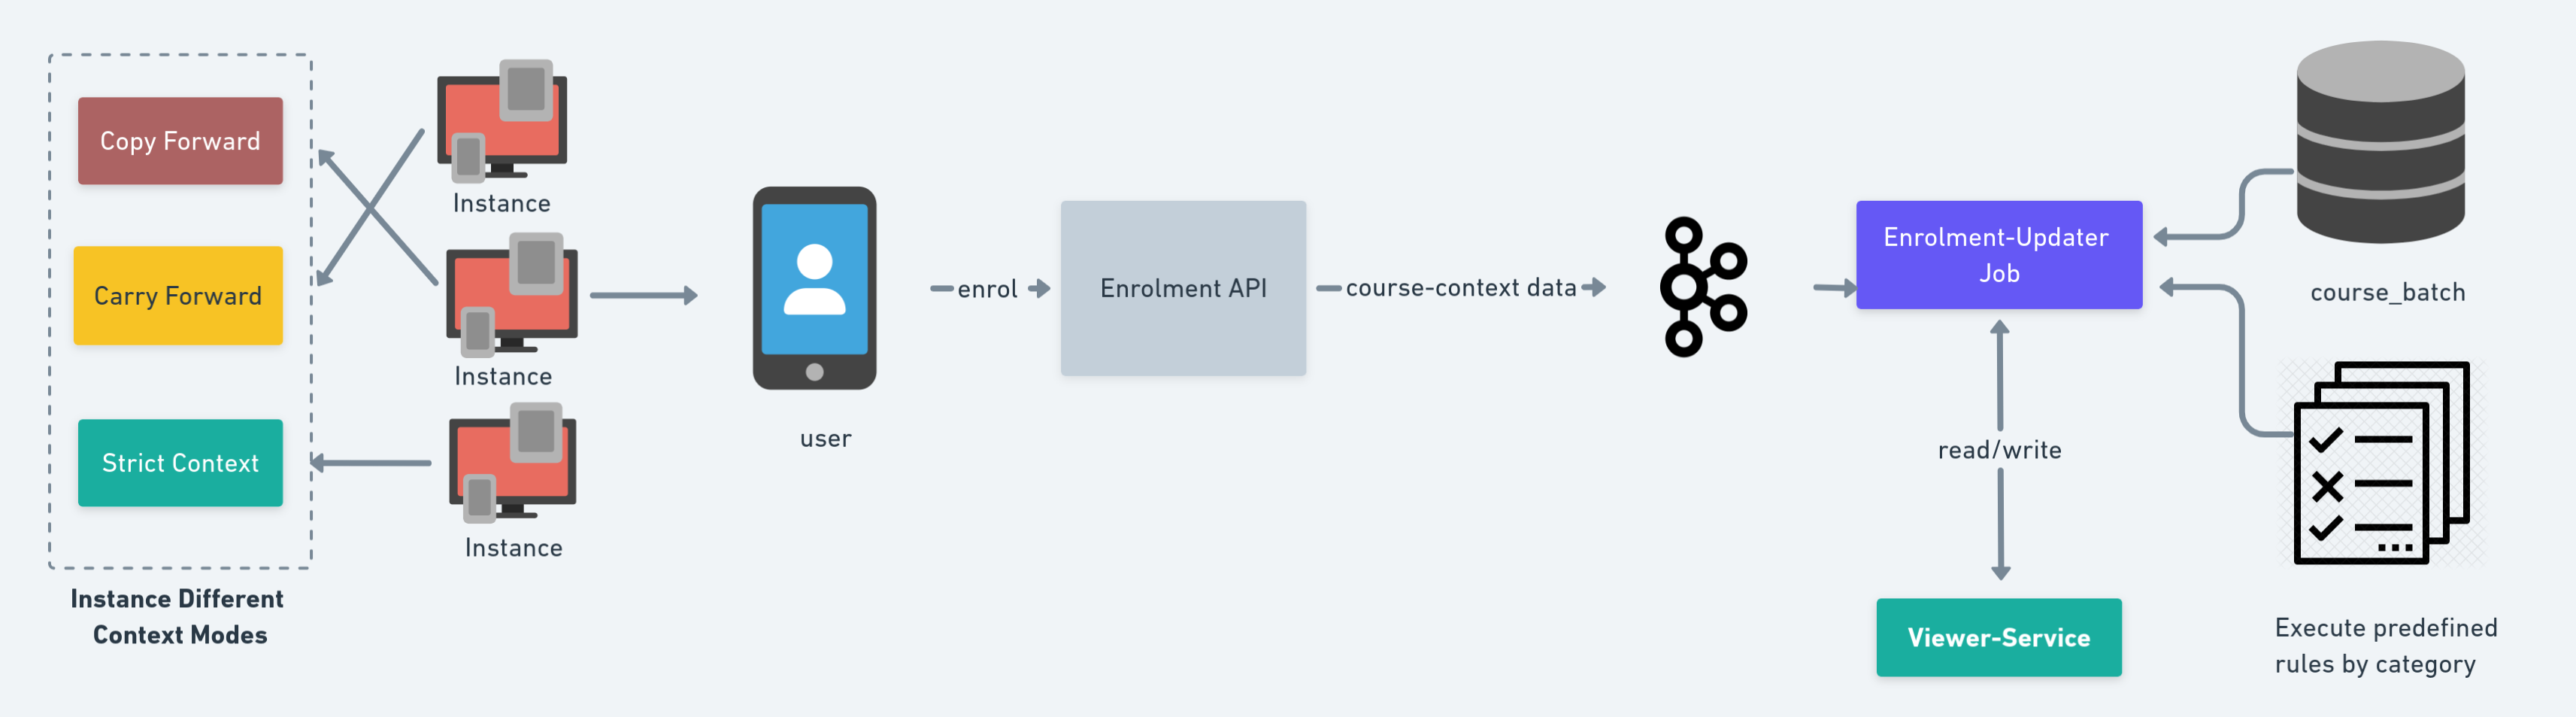 Copy Forward
Carry Forward
Strict Context
Instance Different
Context Modes
Instance
Instance
Instance
user
enrol
Enrolment API
course-context data
Enrolment-Updater
Job
read/write
Viewer-Service
course_batch
Execute predefined
rules by category